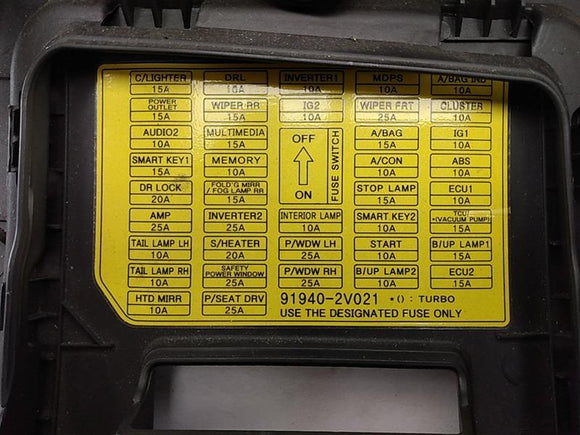 C/LIGHTER DRL INVERTER1 MDPS A/BAG IND
15A 10A 10A 10A 10A
POWER WIPER RR IG2 WIPER FRT CLUSTER
OUTLET
15A 15A 10A 25A 10A
AUDIO2 MULTIMEDIA OFF A/BAG IG1
10A 15A 15A 10A
SMART KEY1 MEMORY FUSE SWITCH A/CON ABS
15A 10A 10A 10A
DR LOCK FOLD'G MIRR ON STOP LAMP ECU1
/ FOG LAMP RR
20A 15A 15A 10A
AMP INVERTER2 INTERIOR LAMP SMART KEY2 TCU/
*(VACUUM PUMP)
25A 25A 10A 10A 15A
TAIL LAMP LH S/HEATER P/WDW LH START B/UP LAMP1
10A 20A 25A 10A 15A
TAIL LAMP RH SAFETY P/WDW RH B/UP LAMP2 ECU2
POWER WINDOW
10A 25A 25A 10A 10A
HTD MIRR P/SEAT DRV 91940-2V021 *() : TURBO
10A 25A USE THE DESIGNATED FUSE ONLY